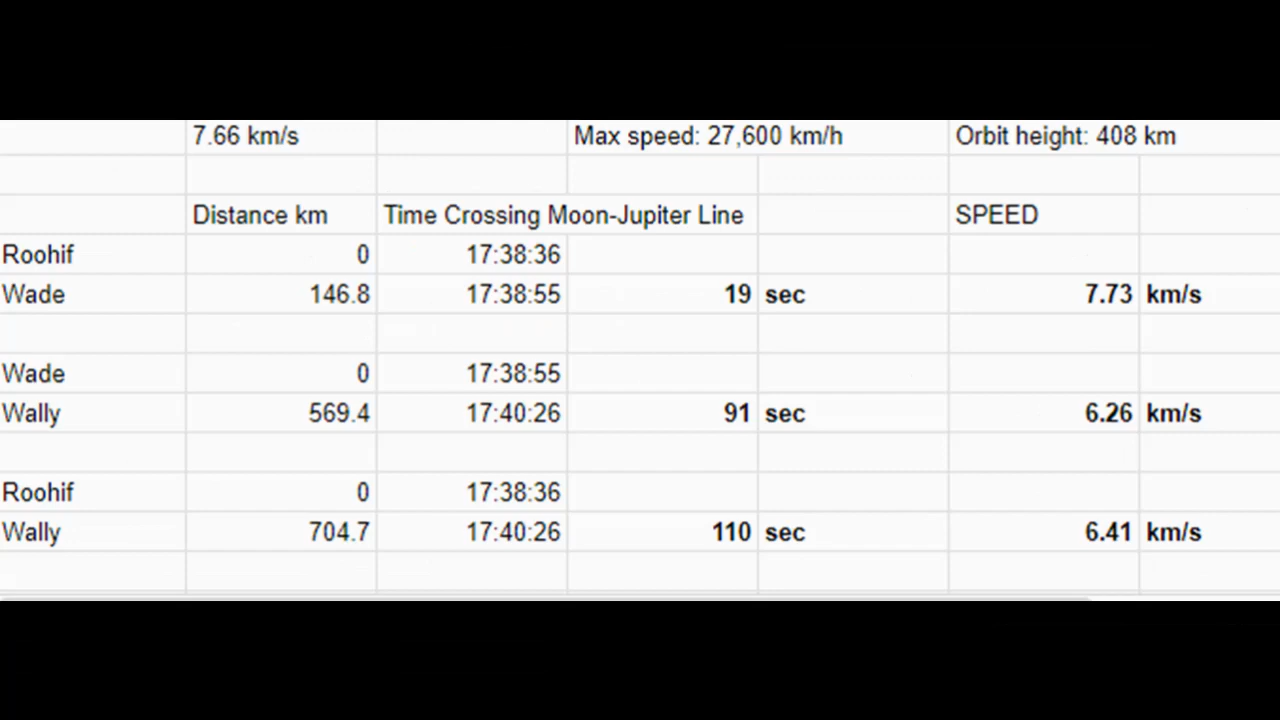 7.66 km/s Max speed: 27,600 km/h Orbit height: 408 km
Distance km Time Crossing Moon-Jupiter Line SPEED
Roohif 0 17:38:36
Wade 146.8 17:38:55 19 sec 7.73 km/s
Wade 0 17:38:55
Wally 569.4 17:40:26 91 sec 6.26 km/s
Roohif 0 17:38:36
Wally 704.7 17:40:26 110 sec 6.41 km/s